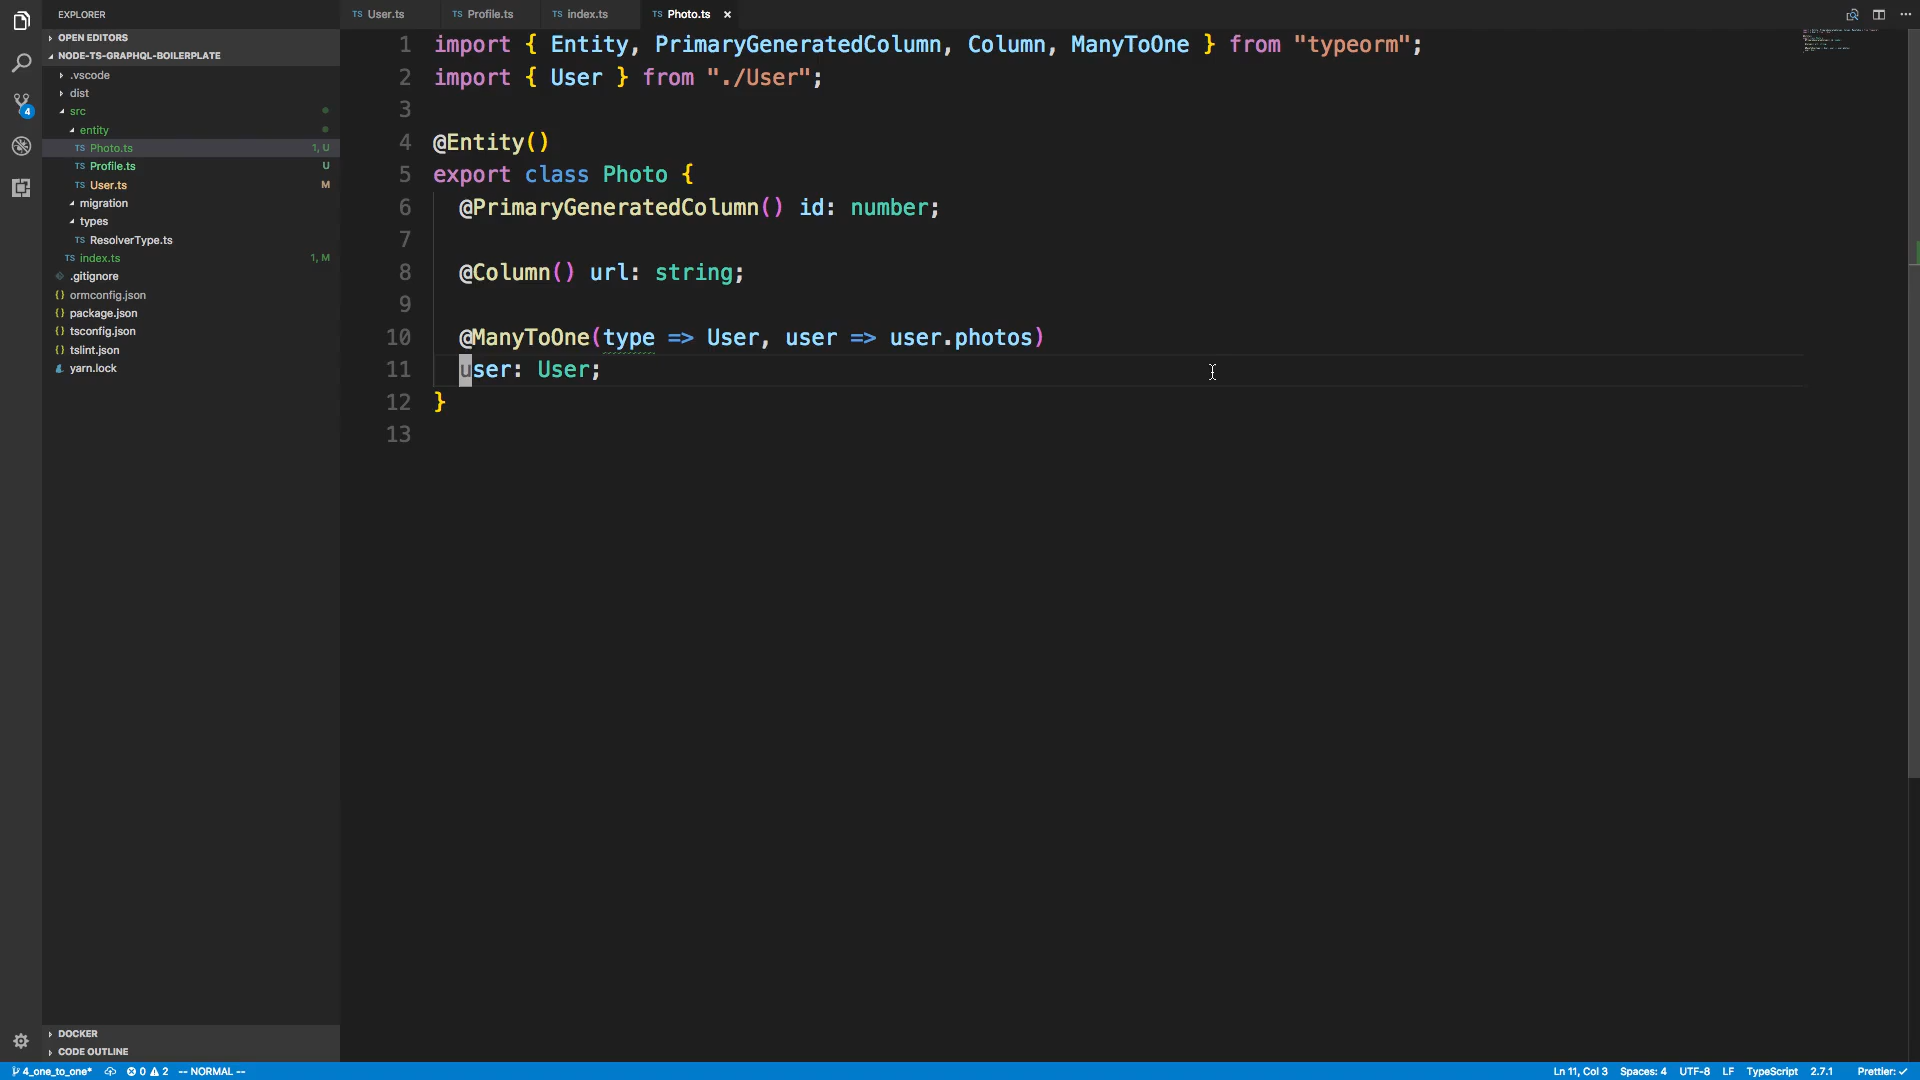 EXPLORER
OPEN EDITORS
NODE-TS-GRAPHQL-BOILERPLATE
.vscode
dist
src
entity
TS Photo.ts 1, U
TS Profile.ts U
TS User.ts M
migration
types
TS ResolverType.ts
TS index.ts 1, M
.gitignore
{} ormconfig.json
{} package.json
{} tsconfig.json
{} tslint.json
yarn.lock
DOCKER
CODE OUTLINE
4
TS User.ts TS Profile.ts TS index.ts TS Photo.ts ×
1 import { Entity, PrimaryGeneratedColumn, Column, ManyToOne } from "typeorm";
2 import { User } from "./User";
3
4 @Entity()
5 export class Photo {
6 @PrimaryGeneratedColumn() id: number;
7
8 @Column() url: string;
9
10 @ManyToOne(type => User, user => user.photos)
11 user: User;
12 }
13
4_one_to_one* 0 2 -- NORMAL -- Ln 11, Col 3 Spaces: 4 UTF-8 LF TypeScript 2.7.1 Prettier: ✓